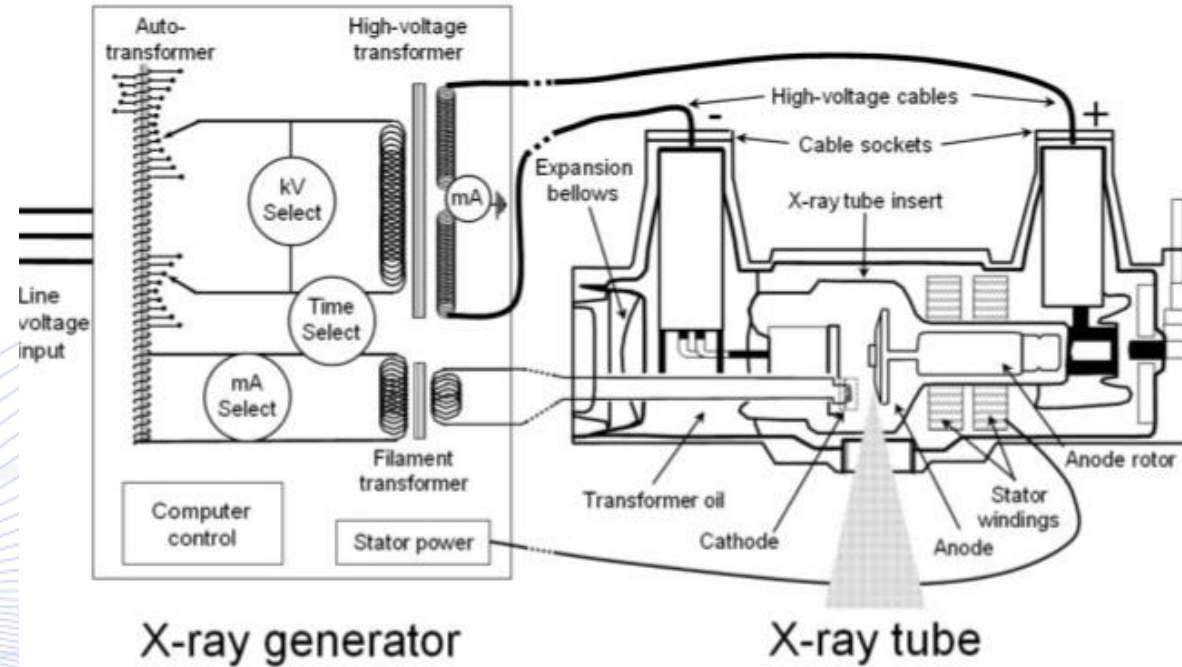 Auto-
transformer
High-voltage
transformer
kV
Select
mA
Time
Select
mA
Select
Line
voltage
input
Filament
transformer
Computer
control
Stator power
X-ray generator
High-voltage cables
-
+
Cable sockets
Expansion
bellows
X-ray tube insert
Transformer oil
Cathode
Anode
Stator
windings
Anode rotor
X-ray tube